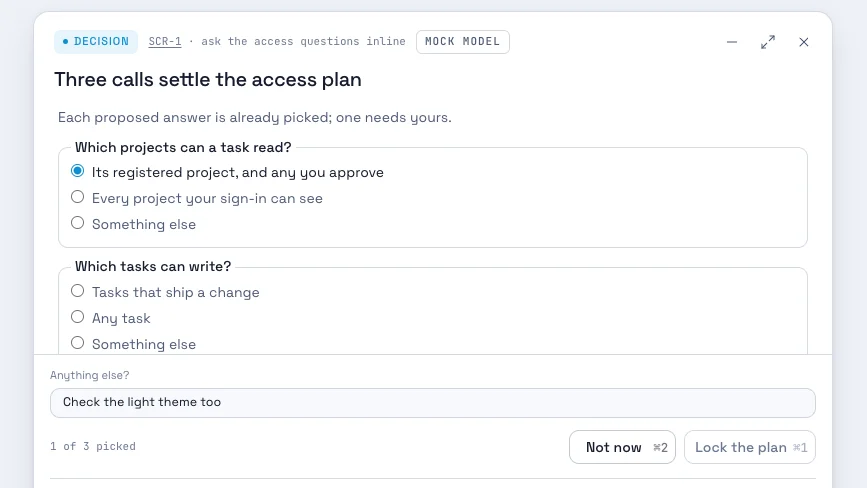 DECISION SCR-1 · ask the access questions inline MOCK MODEL
Three calls settle the access plan
Each proposed answer is already picked; one needs yours.
Which projects can a task read?
Its registered project, and any you approve
Every project your sign-in can see
Something else
Which tasks can write?
Tasks that ship a change
Any task
Something else
Anything else?
Check the light theme too
1 of 3 picked
Not now ⌘2
Lock the plan ⌘1